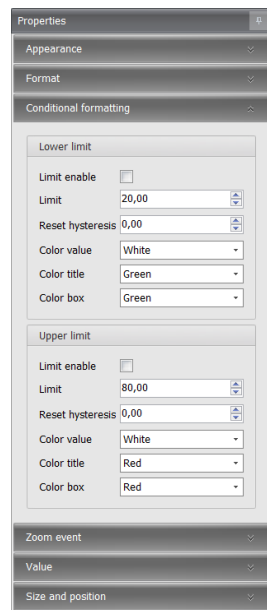 Properties
Appearance
Format
Conditional formatting
Lower limit
Limit enable
Limit 20,00
Reset hysteresis 0,00
Color value White
Color title Green
Color box Green
Upper limit
Limit enable
Limit 80,00
Reset hysteresis 0,00
Color value White
Color title Red
Color box Red
Zoom event
Value
Size and position